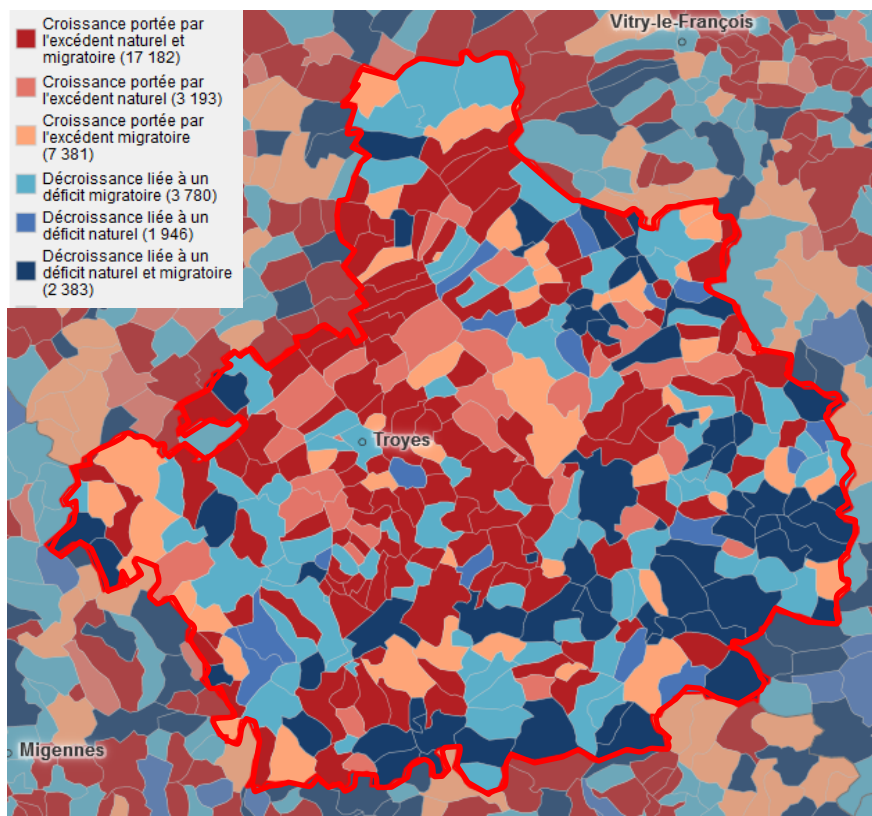 Croissance portée par
l'excédent naturel et
migratoire (17 182)
Croissance portée par
l'excédent naturel (3 193)
Croissance portée par
l'excédent migratoire
(7 381)
Décroissance liée à un
déficit migratoire (3 780)
Décroissance liée à un
déficit naturel (1 946)
Décroissance liée à un
déficit naturel et migratoire
(2 383)
Vitry-le-François
Troyes
Migennes